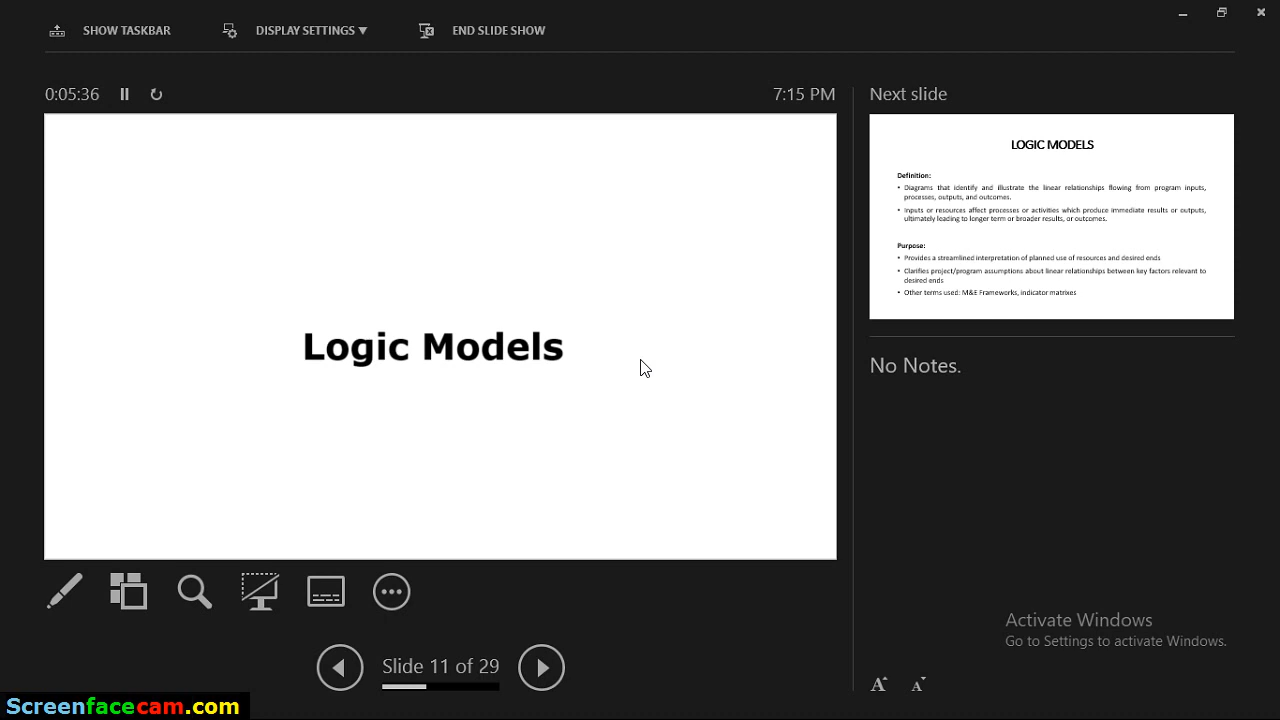 SHOW TASKBAR DISPLAY SETTINGS ▼ END SLIDE SHOW
0:05:36 7:15 PM
Logic Models
Next slide
LOGIC MODELS
Definition:
• Diagrams that identify and illustrate the linear relationships flowing from program inputs,
processes, outputs, and outcomes.
• Inputs or resources affect processes or activities which produce immediate results or outputs,
ultimately leading to longer term or broader results, or outcomes.
Purpose:
• Provides a streamlined interpretation of planned use of resources and desired ends
• Clarifies project/program assumptions about linear relationships between key factors relevant to
desired ends
• Other terms used: M&E Frameworks, indicator matrixes
No Notes.
Activate Windows
Go to Settings to activate Windows.
Slide 11 of 29
A A
Screenfacecam.com